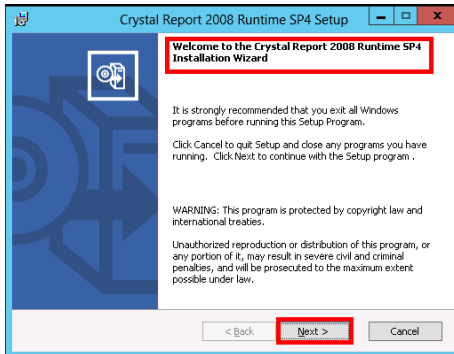 Crystal Report 2008 Runtime SP4 Setup
Welcome to the Crystal Report 2008 Runtime SP4
Installation Wizard
It is strongly recommended that you exit all Windows
programs before running this Setup Program.
Click Cancel to quit Setup and close any programs you have
running. Click Next to continue with the Setup program .
WARNING: This program is protected by copyright law and
international treaties.
Unauthorized reproduction or distribution of this program, or
any portion of it, may result in severe civil and criminal
penalties, and will be prosecuted to the maximum extent
possible under law.
< Back Next > Cancel